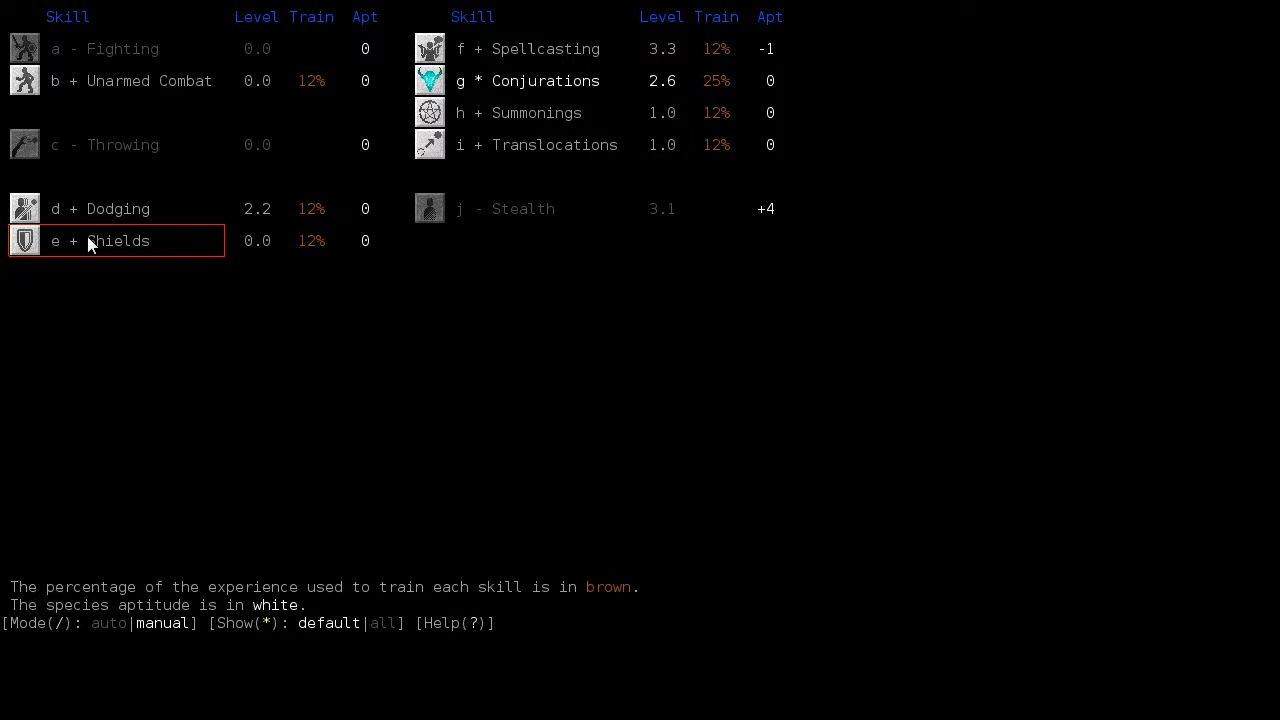 Skill Level Train Apt Skill Level Train Apt
a - Fighting 0.0 0 f + Spellcasting 3.3 12% -1
b + Unarmed Combat 0.0 12% 0 g * Conjurations 2.6 25% 0
h + Summonings 1.0 12% 0
c - Throwing 0.0 0 i + Translocations 1.0 12% 0
d + Dodging 2.2 12% 0 j - Stealth 3.1 +4
e + Shields 0.0 12% 0
The percentage of the experience used to train each skill is in brown.
The species aptitude is in white.
[Mode(/): auto|manual] [Show(*): default|all] [Help(?)]